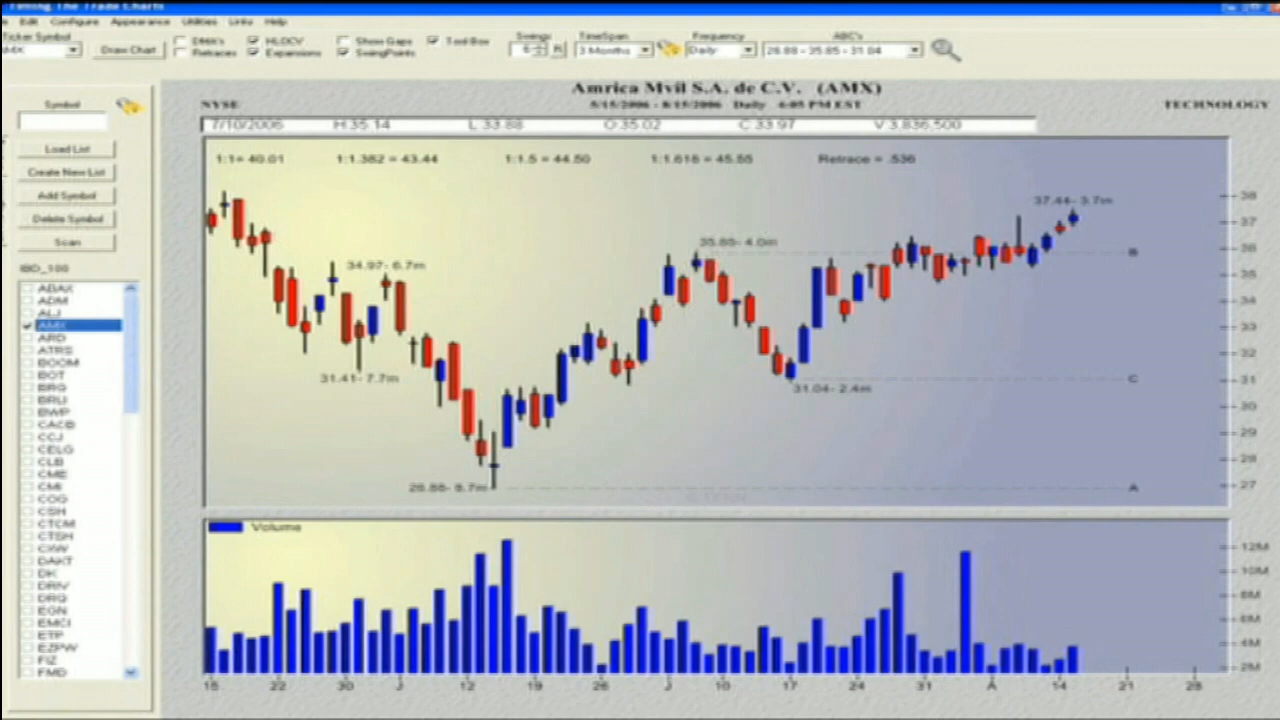 Timing The Trade Charts
Edit Configure Appearance Utilities Links Help
Ticker Symbol
AMX
Draw Chart
DMA's
Retraces
HLOCV
Expansions
Show Gaps
SwingPoints
Tool Box
Swings
6
R
TimeSpan
3 Months
Frequency
Daily
ABC's
26.88 - 35.85 - 31.04
Symbol
Load List
Create New List
Add Symbol
Delete Symbol
Scan
IBD_100
ABAX
ADM
ALJ
AMX
ARD
ATRS
BOOM
BOT
BRG
BRLI
BWP
CACB
CCJ
CELG
CLB
CME
CMI
COG
CSH
CTCM
CTSH
CXW
DAKT
DK
DRIV
DRQ
EGN
EMCI
ETP
EZPW
FIZ
FMD
Amrica Mvil S.A. de C.V. (AMX)
NYSE
5/15/2006 - 8/15/2006 Daily 4:05 PM EST
TECHNOLOGY
7/10/2006 H:35.14 L:33.88 O:35.02 C:33.97 V:3,836,500
1:1= 40.01 1:1.382 = 43.44 1:1.5 = 44.50 1:1.618 = 45.55 Retrace = .536
37.44- 3.7m
35.85- 4.0m
34.97- 6.7m
31.41- 7.7m
31.04- 2.4m
26.88- 8.7m
B
C
A
38
37
36
35
34
33
32
31
30
29
28
27
Volume
12M
10M
8M
6M
4M
2M
15 22 30 J 12 19 26 J 10 17 24 31 A 14 21 28